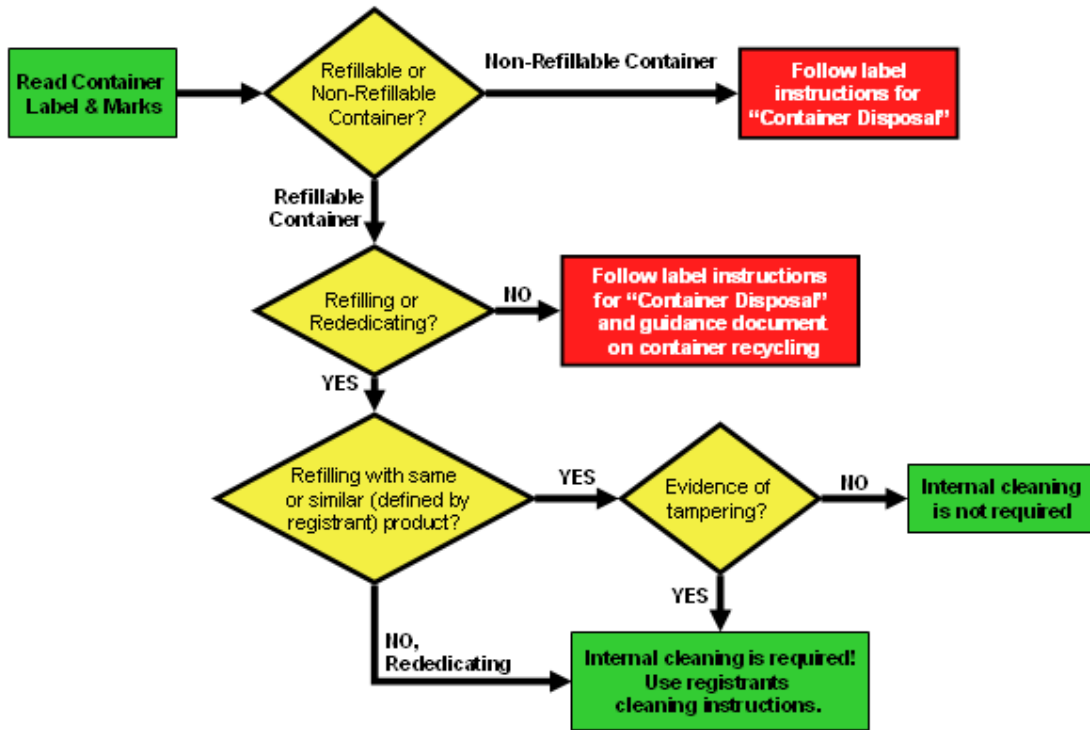 Read Container
Label & Marks
Refillable or
Non-Refillable
Container?
Non-Refillable Container
Follow label
instructions for
“Container Disposal”
Refillable
Container
Refilling or
Rededicating?
NO
Follow label instructions
for “Container Disposal”
and guidance document
on container recycling
YES
Refilling with same
or similar (defined by
registrant) product?
YES
Evidence of
tampering?
NO
Internal cleaning
is not required
YES
NO,
Rededicating
Internal cleaning is required!
Use registrants
cleaning instructions.